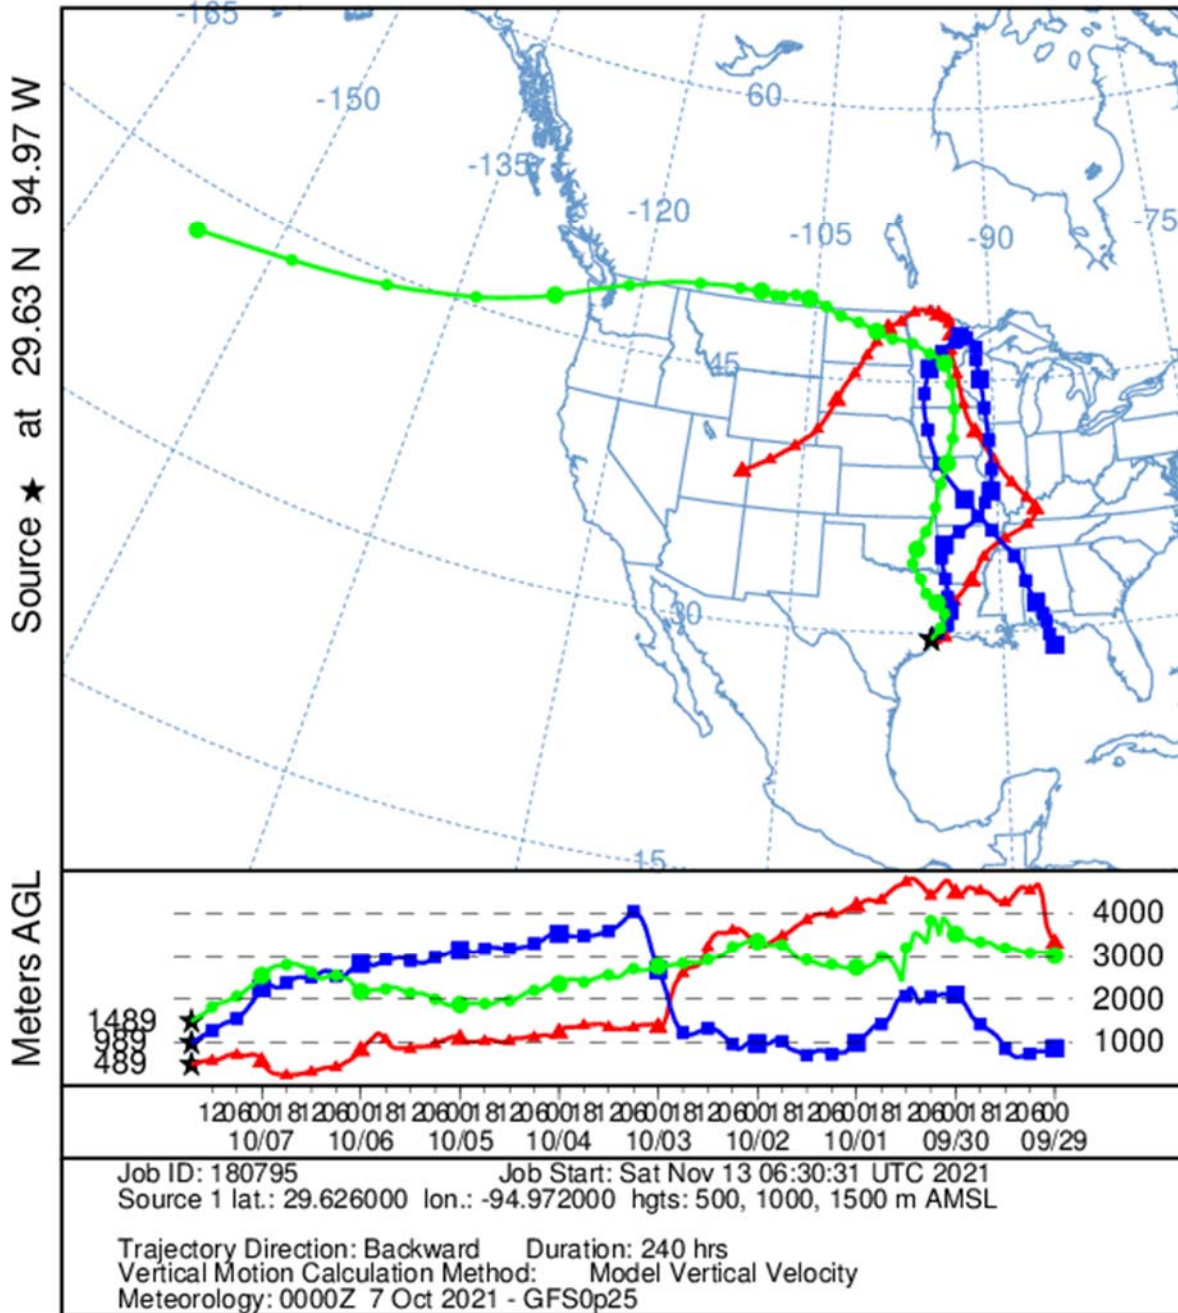 -165
-150
60
-135
-120
-105
-90
-75
45
-30
15
Source ★ at 29.63 N 94.97 W
Meters AGL
4000
3000
2000
1000
1489
989
489
10/07 10/06 10/05 10/04 10/03 10/02 10/01 09/30 09/29
Job ID: 180795 Job Start: Sat Nov 13 06:30:31 UTC 2021
Source 1 lat.: 29.626000 lon.: -94.972000 hgts: 500, 1000, 1500 m AMSL
Trajectory Direction: Backward Duration: 240 hrs
Vertical Motion Calculation Method: Model Vertical Velocity
Meteorology: 0000Z 7 Oct 2021 - GFS0p25